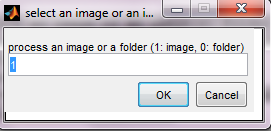 select an image or an i...
process an image or a folder (1: image, 0: folder)
1
OK Cancel